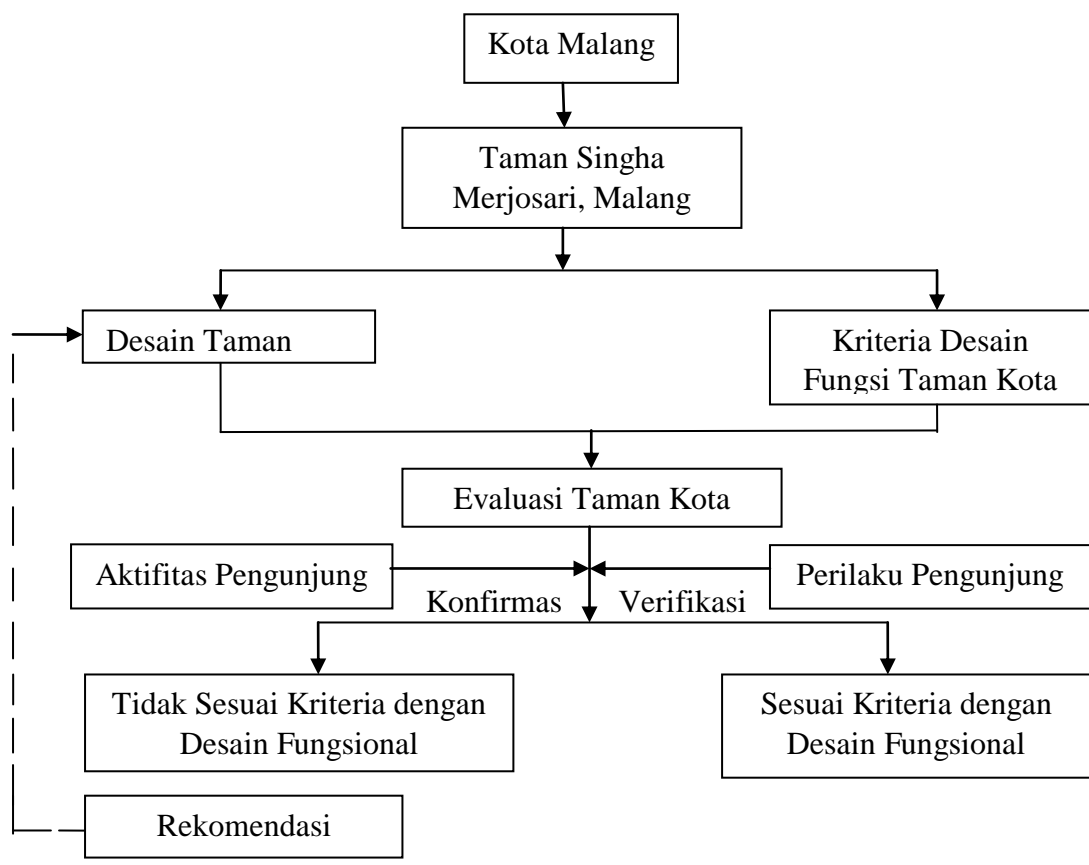 Kota Malang
Taman Singha
Merjosari, Malang
Desain Taman
Kriteria Desain
Fungsi Taman Kota
Evaluasi Taman Kota
Aktifitas Pengunjung
Perilaku Pengunjung
Konfirmas
Verifikasi
Tidak Sesuai Kriteria dengan
Desain Fungsional
Sesuai Kriteria dengan
Desain Fungsional
Rekomendasi